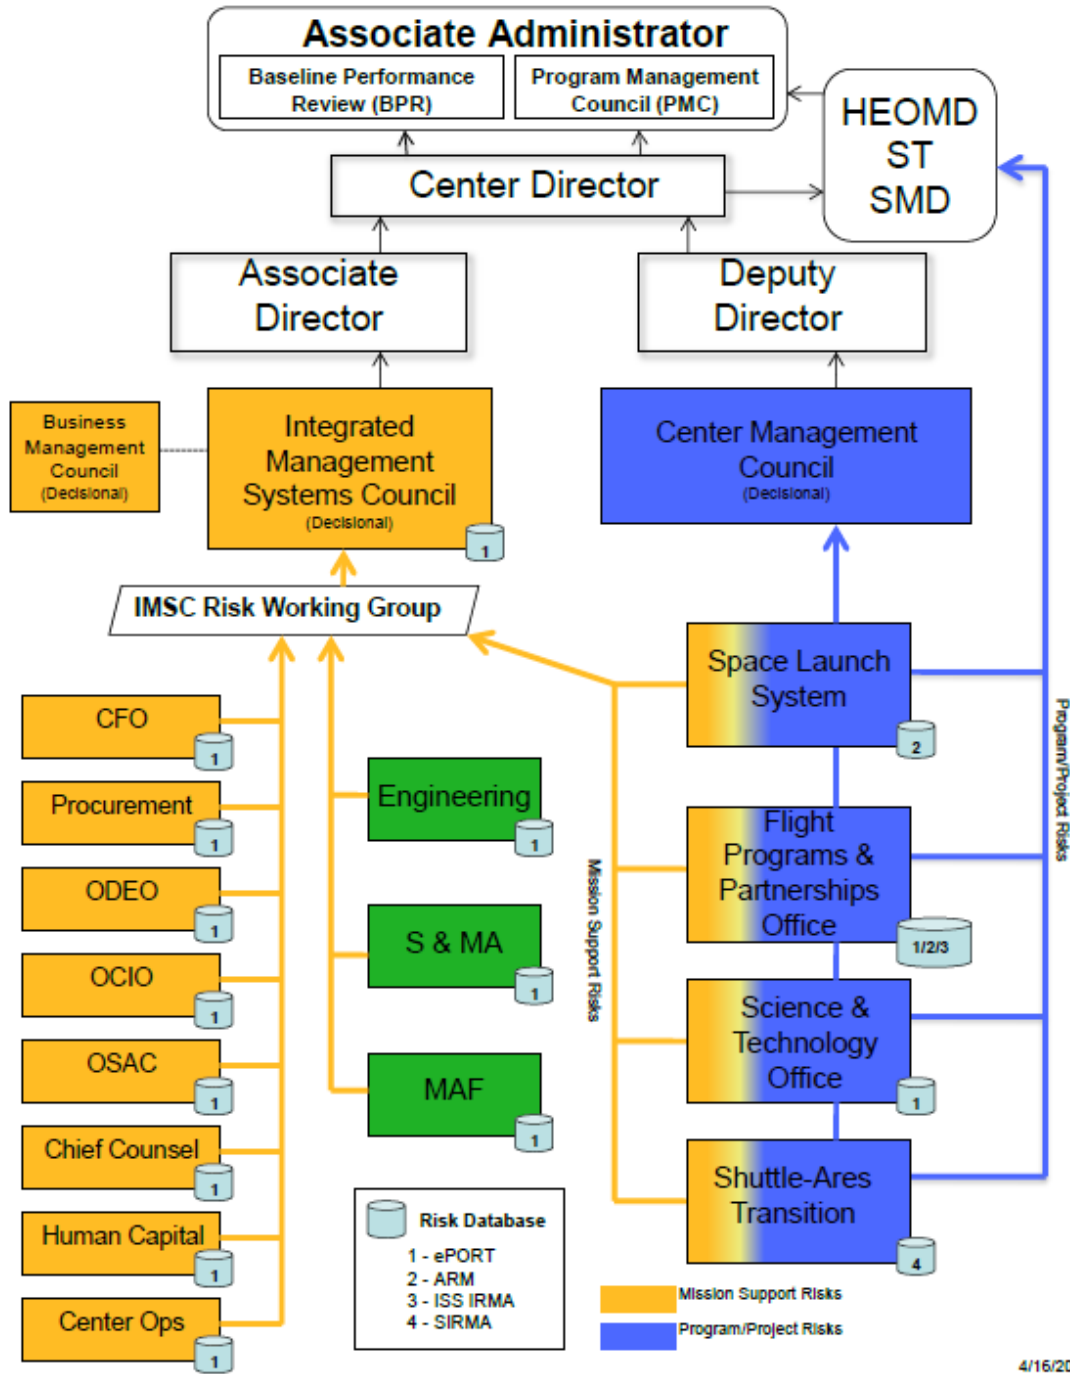 Associate Administrator
Baseline Performance
Review (BPR)
Program Management
Council (PMC)
HEOMD
ST
SMD
Center Director
Associate
Director
Deputy
Director
Business
Management
Council
(Decisional)
Integrated
Management
Systems Council
(Decisional)
1
Center Management
Council
(Decisional)
IMSC Risk Working Group
Space Launch
System
2
CFO
1
Procurement
1
ODEO
1
OCIO
1
OSAC
1
Chief Counsel
1
Human Capital
1
Center Ops
1
Engineering
1
S & MA
1
MAF
1
Mission Support Risks
Flight
Programs &
Partnerships
Office
1/2/3
Science &
Technology
Office
1
Shuttle-Ares
Transition
4
Program/Project Risks
Risk Database
1 - ePORT
2 - ARM
3 - ISS IRMA
4 - SIRMA
Mission Support Risks
Program/Project Risks
4/16/20